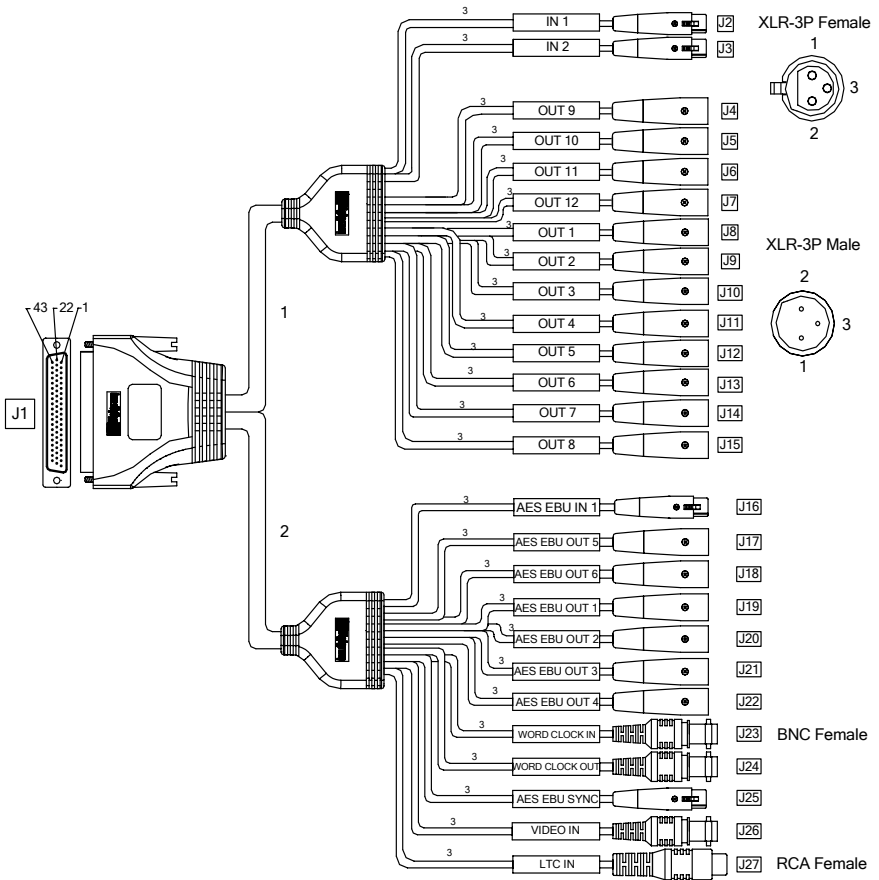 3 IN 1 J2 XLR-3P Female
3 IN 2 J3 1
3
2
3 OUT 9 J4
3 OUT 10 J5
3 OUT 11 J6
3 OUT 12 J7
3 OUT 1 J8
3 OUT 2 J9 XLR-3P Male
3 OUT 3 J10 2
3 OUT 4 J11 3
3 OUT 5 J12 1
3 OUT 6 J13
3 OUT 7 J14
3 OUT 8 J15
1
43 22 1
J1
2
3 AES EBU IN 1 J16
3 AES EBU OUT 5 J17
3 AES EBU OUT 6 J18
3 AES EBU OUT 1 J19
3 AES EBU OUT 2 J20
3 AES EBU OUT 3 J21
3 AES EBU OUT 4 J22
3 WORD CLOCK IN J23 BNC Female
3 WORD CLOCK OUT J24
3 AES EBU SYNC J25
3 VIDEO IN J26
3 LTC IN J27 RCA Female